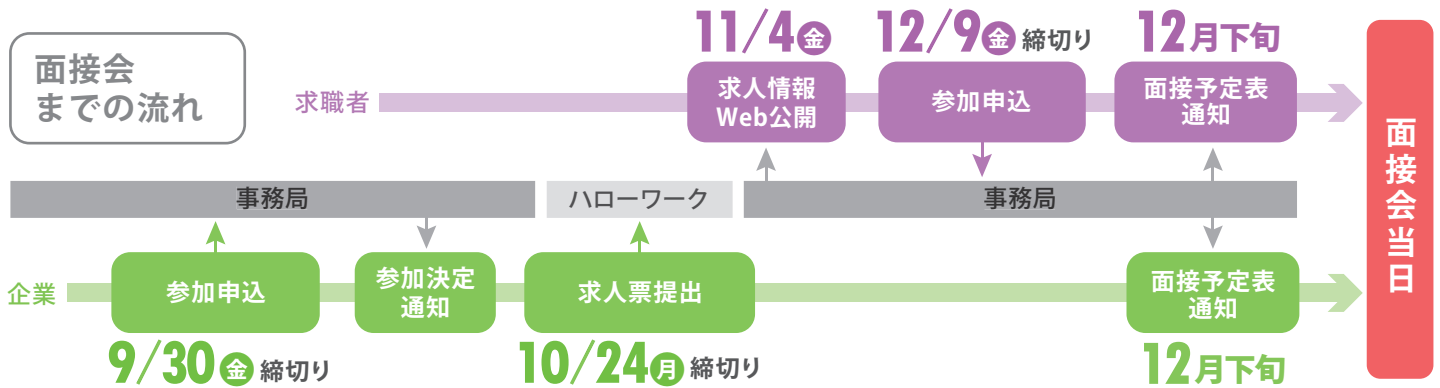 面接会
までの流れ
求職者
11/4金
求人情報
Web公開
12/9金 締切り
参加申込
12月下旬
面接予定表
通知
事務局
ハローワーク
事務局
企業
参加申込
9/30金 締切り
参加決定
通知
求人票提出
10/24月 締切り
面接予定表
通知
12月下旬
面接会当日